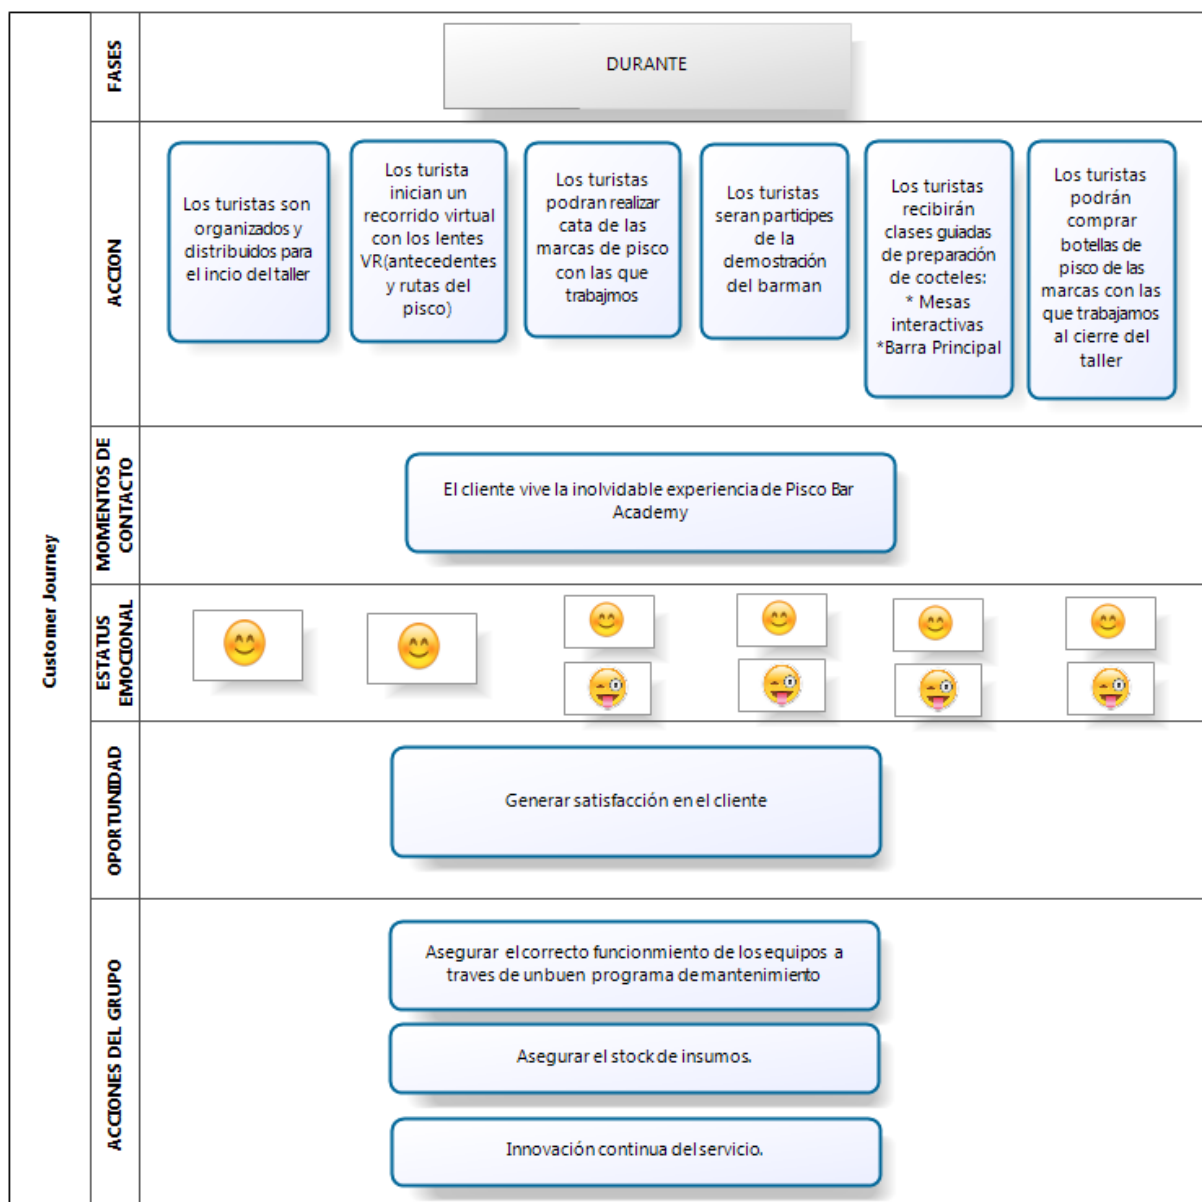 Customer Journey
FASES
DURANTE
ACCION
Los turistas son
organizados y
distribuidos para
el incio del taller
Los turista
inician un
recorrido virtual
con los lentes
VR(antecedentes
y rutas del
pisco)
Los turistas
podran realizar
cata de las
marcas de pisco
con las que
trabajmos
Los turistas
seran participes
de la
demostración
del barman
Los turistas
recibirán
clases guiadas
de preparación
de cocteles:
* Mesas
interactivas
*Barra Principal
Los turistas
podrán
comprar
botellas de
pisco de las
marcas con las
que trabajamos
al cierre del
taller
MOMENTOS DE
CONTACTO
El cliente vive la inolvidable experiencia de Pisco Bar
Academy
ESTATUS
EMOCIONAL
OPORTUNIDAD
Generar satisfacción en el cliente
ACCIONES DEL GRUPO
Asegurar el correcto funcionmiento de los equipos a
traves de un buen programa de mantenimiento
Asegurar el stock de insumos.
Innovación continua del servicio.